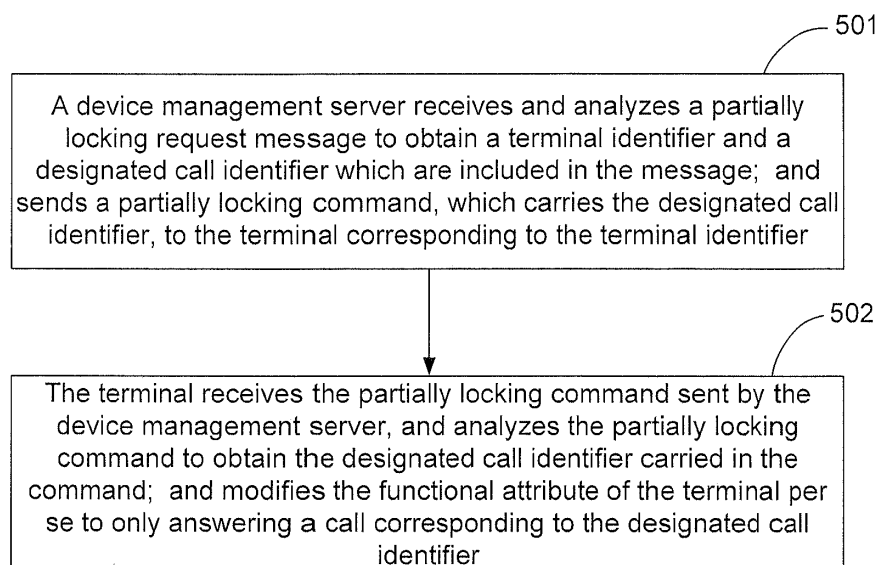 501
A device management server receives and analyzes a partially
locking request message to obtain a terminal identifier and a
designated call identifier which are included in the message; and
sends a partially locking command, which carries the designated call
identifier, to the terminal corresponding to the terminal identifier
502
The terminal receives the partially locking command sent by the
device management server, and analyzes the partially locking
command to obtain the designated call identifier carried in the
command; and modifies the functional attribute of the terminal per
se to only answering a call corresponding to the designated call
identifier